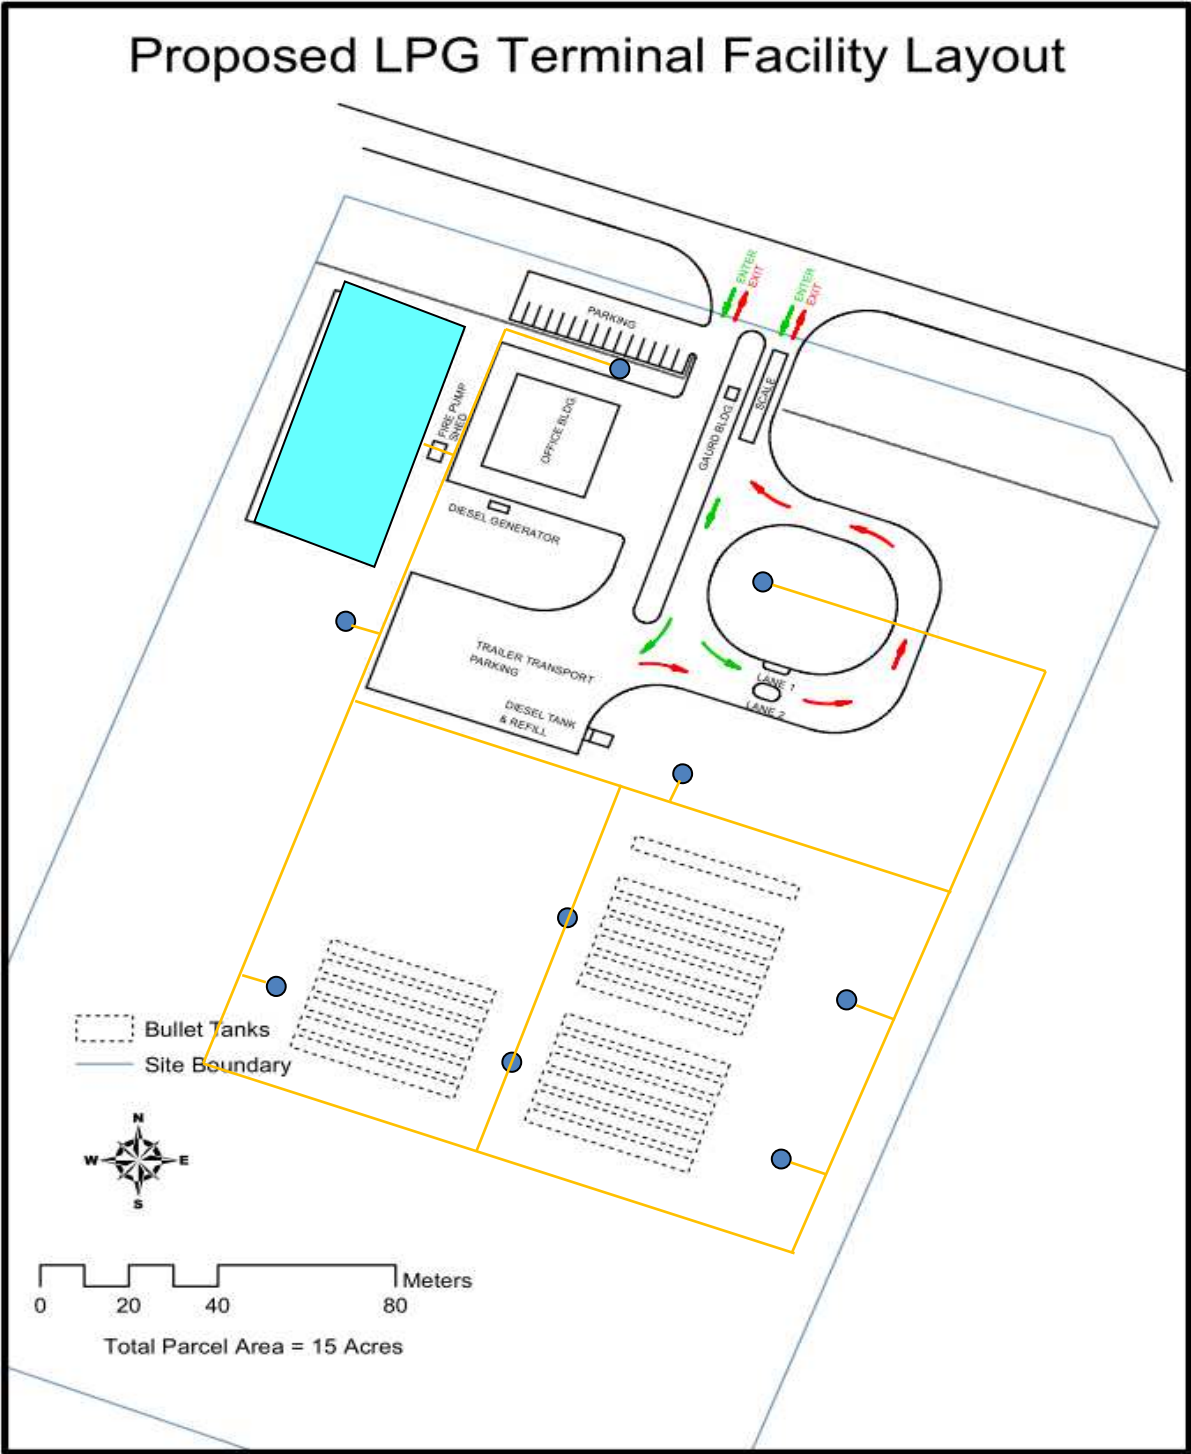 Proposed LPG Terminal Facility Layout
ENTER
EXIT
ENTER
EXIT
PARKING
FIRE PUMP
SHED
OFFICE BLDG.
GAURD BLDG
SCALE
DIESEL GENERATOR
TRAILER TRANSPORT
PARKING
LANE 1
LANE 2
DIESEL TANK
& REFILL
Bullet Tanks
Site Boundary
N
W E
S
Meters
0 20 40 80
Total Parcel Area = 15 Acres